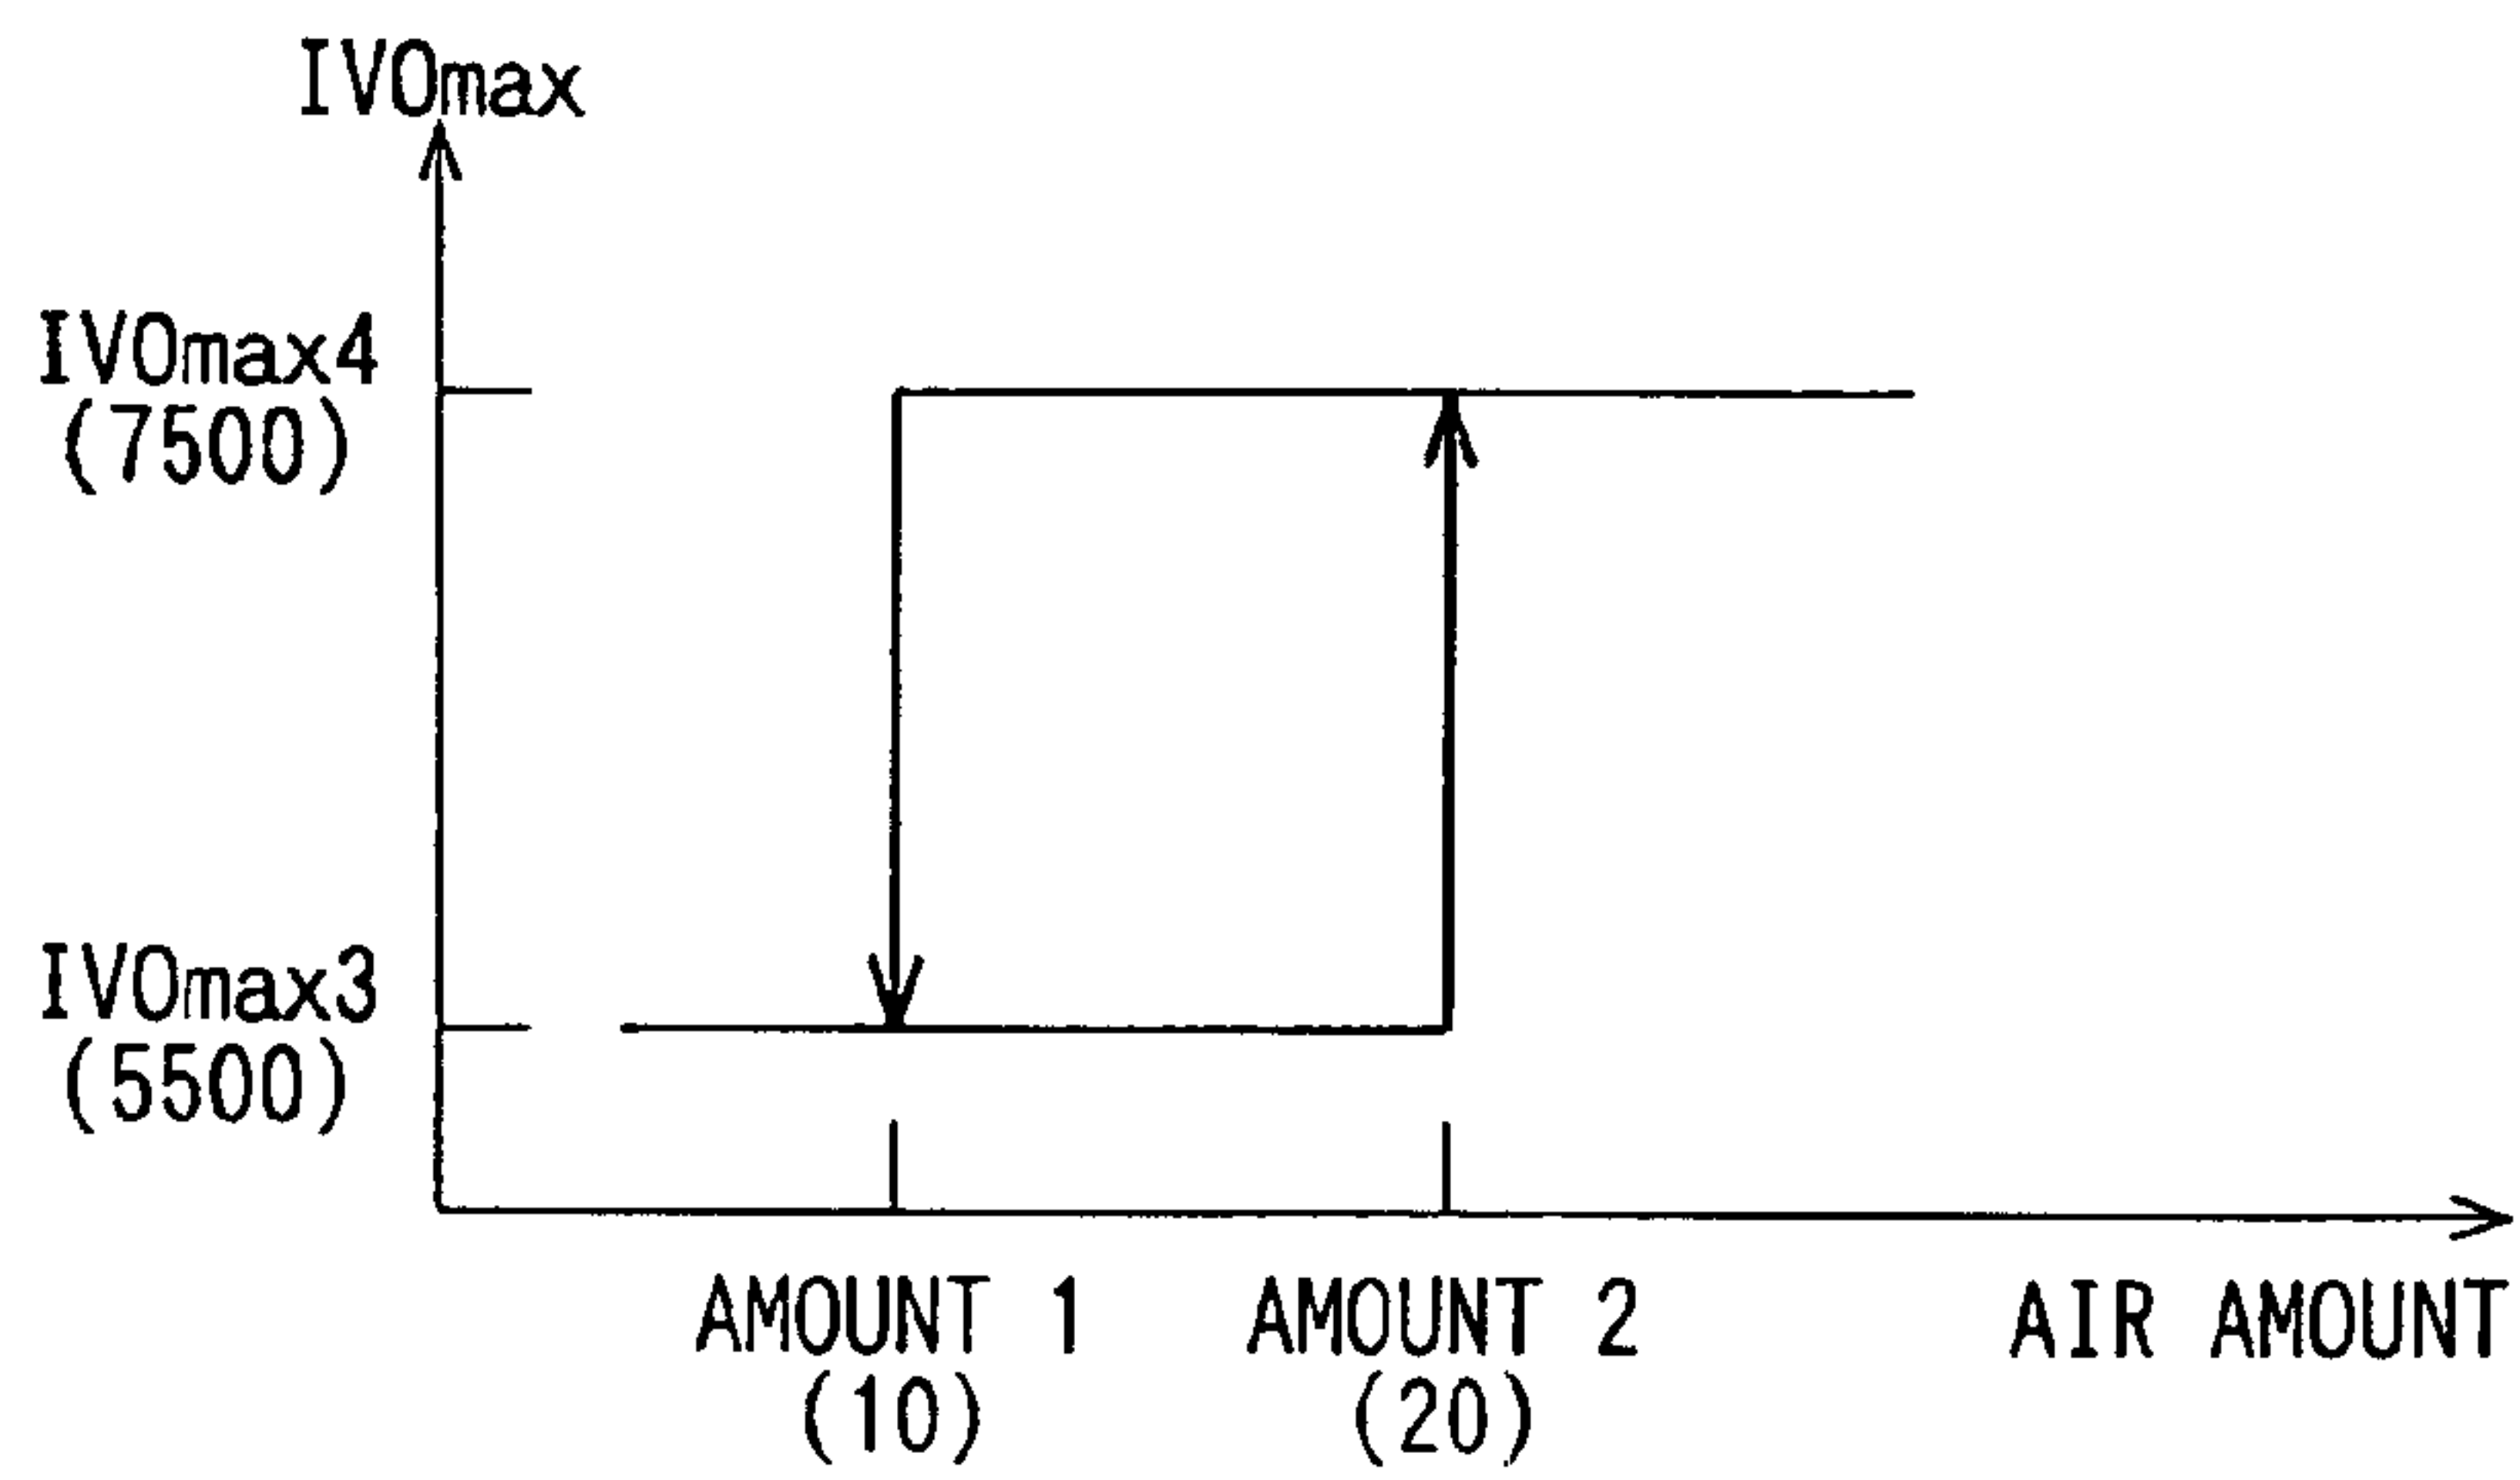 IVOmax
IVOmax4
(7500)
IVOmax3
(5500)
AMOUNT 1
(10)
AMOUNT 2
(20)
AIR AMOUNT